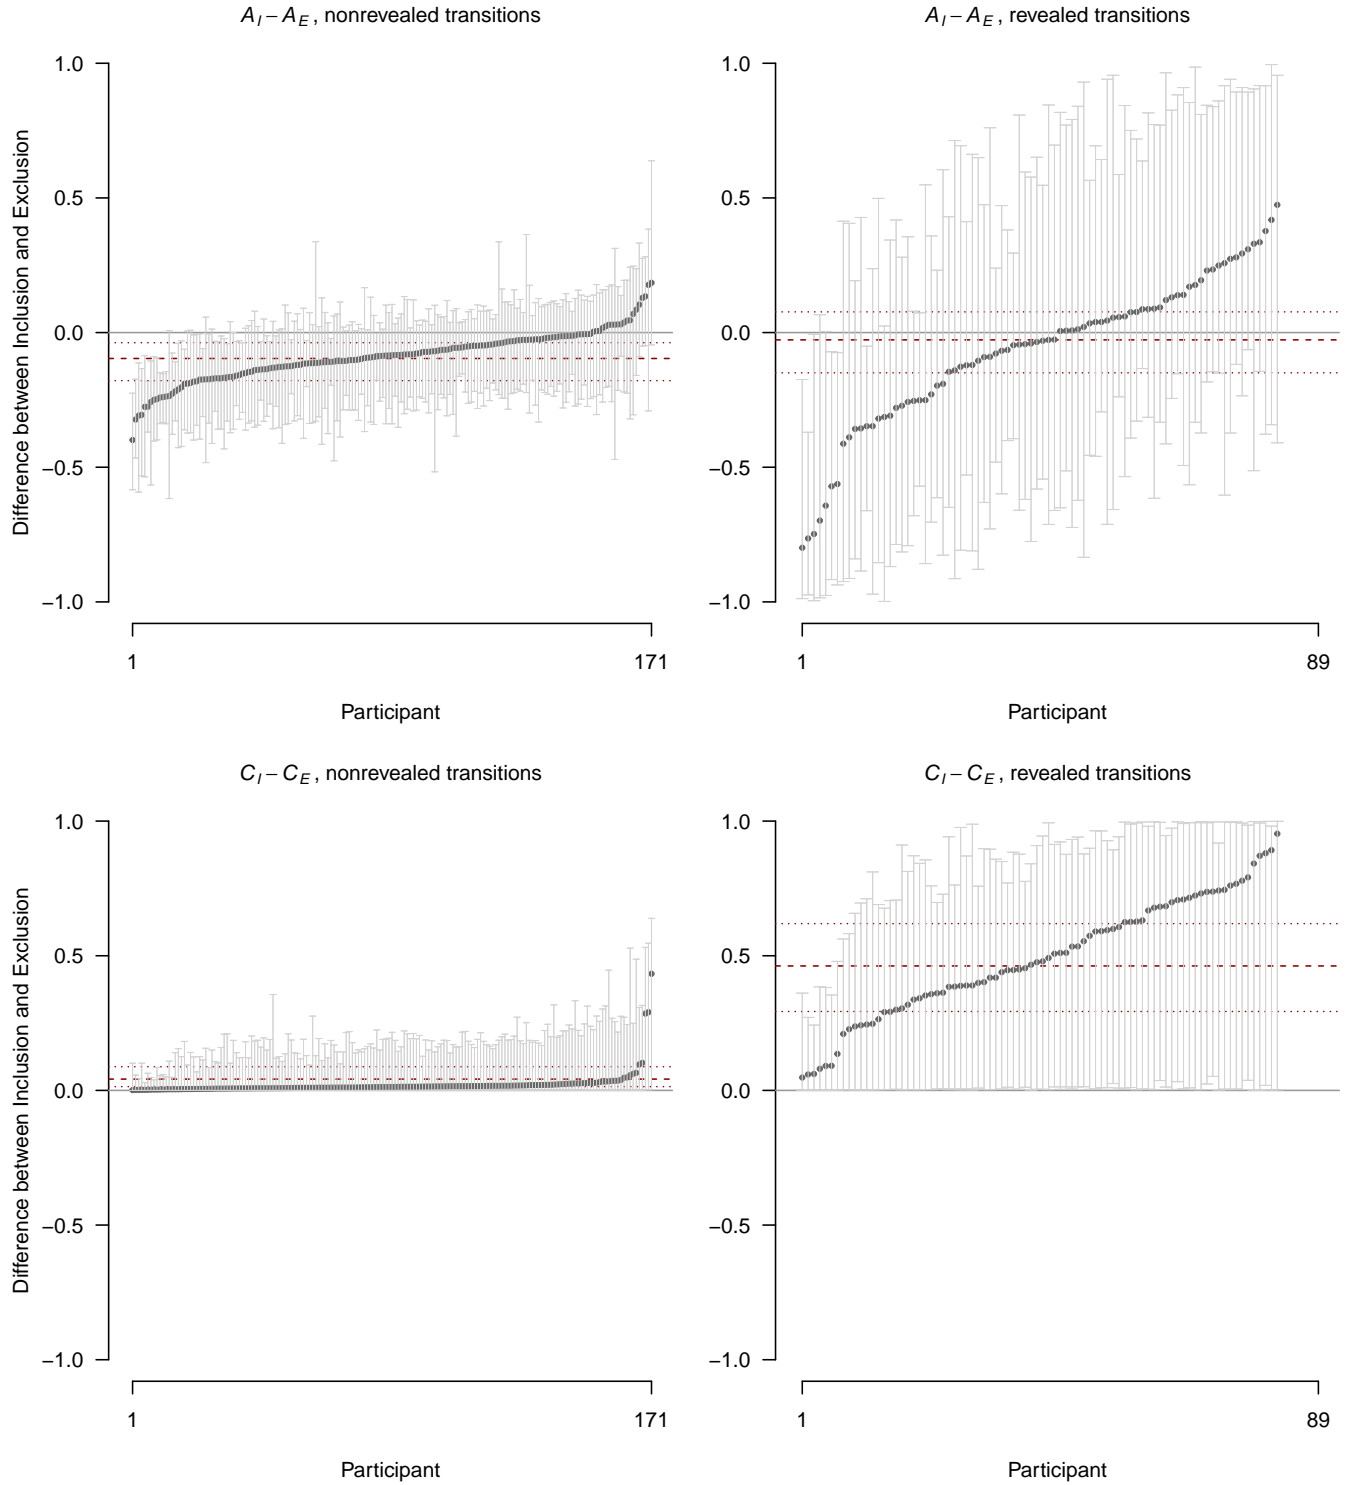 A_I − A_E, nonrevealed transitions
Difference between Inclusion and Exclusion
1.0
0.5
0.0
−0.5
−1.0
1
171
Participant
A_I − A_E, revealed transitions
1.0
0.5
0.0
−0.5
−1.0
1
89
Participant
C_I − C_E, nonrevealed transitions
Difference between Inclusion and Exclusion
1.0
0.5
0.0
−0.5
−1.0
1
171
Participant
C_I − C_E, revealed transitions
1.0
0.5
0.0
−0.5
−1.0
1
89
Participant